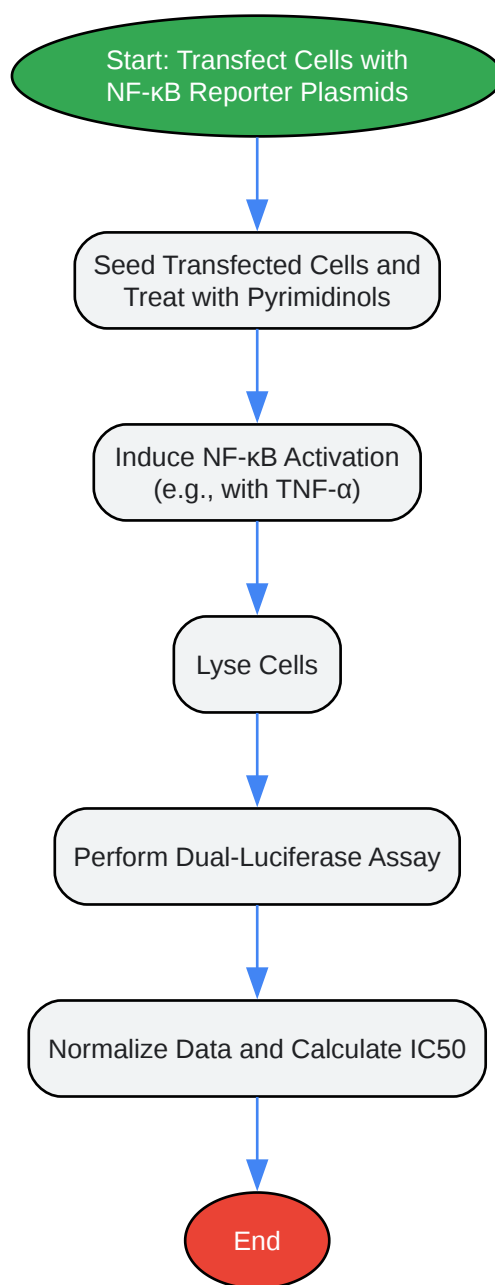 Start: Transfect Cells with
NF-κB Reporter Plasmids
Seed Transfected Cells and
Treat with Pyrimidinols
Induce NF-κB Activation
(e.g., with TNF-α)
Lyse Cells
Perform Dual-Luciferase Assay
Normalize Data and Calculate IC50
End